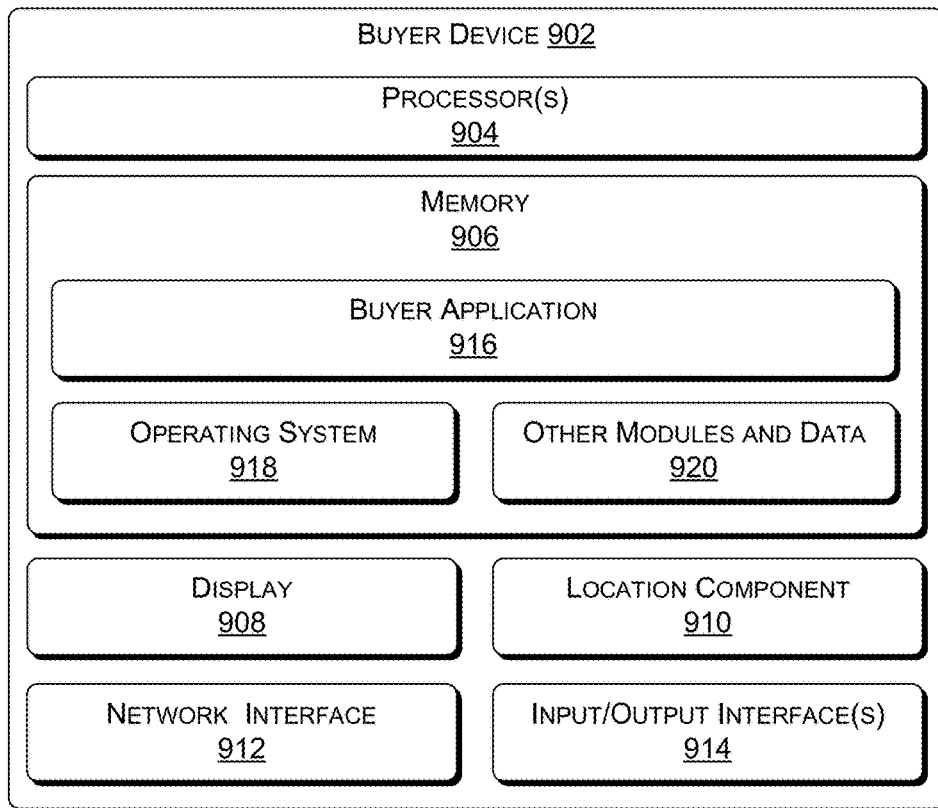 BUYER DEVICE 902
PROCESSOR(S)
904
MEMORY
906
BUYER APPLICATION
916
OPERATING SYSTEM
918
OTHER MODULES AND DATA
920
DISPLAY
908
LOCATION COMPONENT
910
NETWORK INTERFACE
912
INPUT/OUTPUT INTERFACE(S)
914